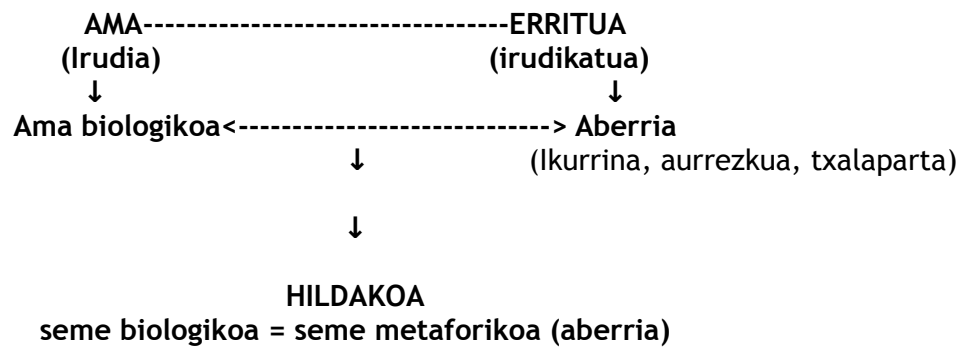 AMA------------------------------ERRITUA
(Irudia) (irudikatua)
↓ ↓
Ama biologikoa<----------------------------> Aberria
↓ (Ikurrina, aurrezkua, txalaparta)
↓
HILDAKOA
seme biologikoa = seme metaforikoa (aberria)